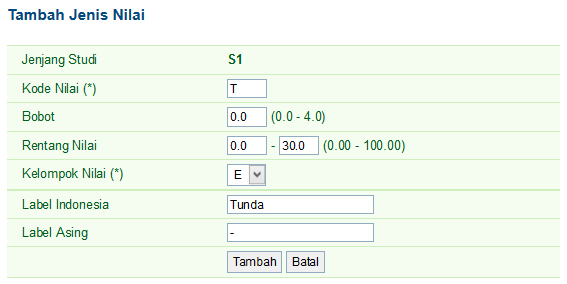 Tambah Jenis Nilai
Jenjang Studi S1
Kode Nilai (*) T
Bobot 0.0 (0.0 - 4.0)
Rentang Nilai 0.0 - 30.0 (0.00 - 100.00)
Kelompok Nilai (*) E
Label Indonesia Tunda
Label Asing -
Tambah Batal